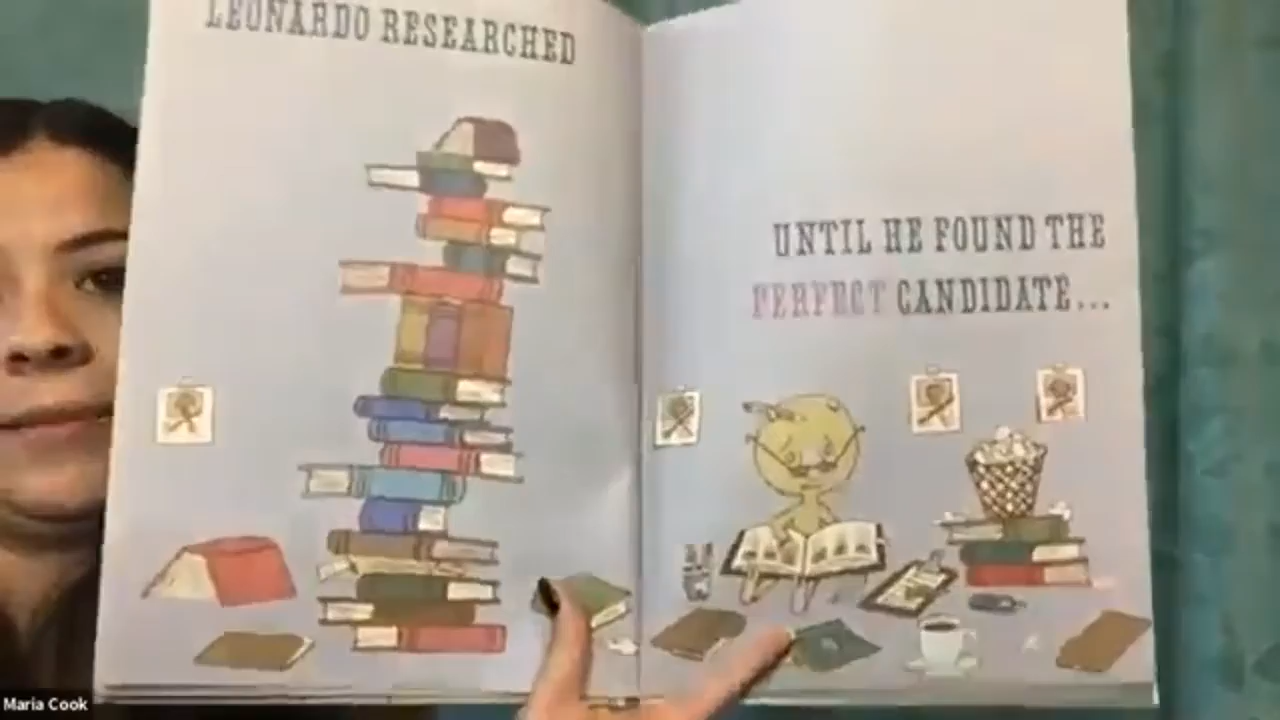 LEONARDO RESEARCHED
UNTIL HE FOUND THE
PERFECT CANDIDATE...
Maria Cook